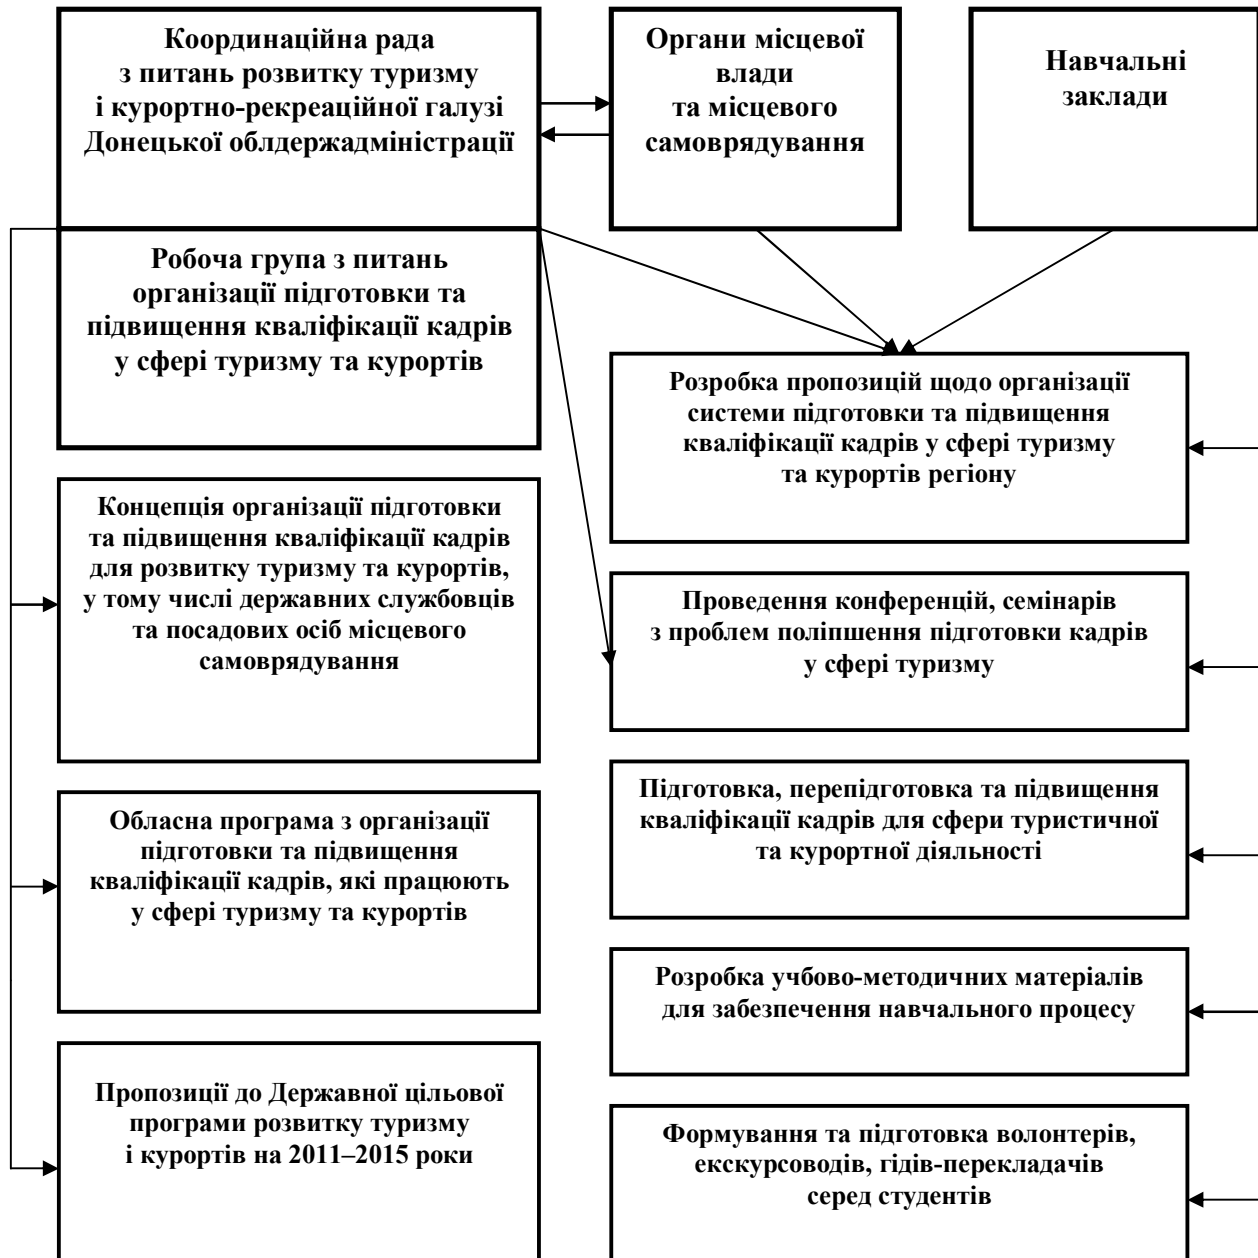 Координаційна рада
з питань розвитку туризму
і курортно-рекреаційної галузі
Донецької облдержадміністрації
Органи місцевої
влади
та місцевого
самоврядування
Навчальні
заклади
Робоча група з питань
організації підготовки та
підвищення кваліфікації кадрів
у сфері туризму та курортів
Розробка пропозицій щодо організації
системи підготовки та підвищення
кваліфікації кадрів у сфері туризму
та курортів регіону
Концепція організації підготовки
та підвищення кваліфікації кадрів
для розвитку туризму та курортів,
у тому числі державних службовців
та посадових осіб місцевого
самоврядування
Проведення конференцій, семінарів
з проблем поліпшення підготовки кадрів
у сфері туризму
Підготовка, перепідготовка та підвищення
кваліфікації кадрів для сфери туристичної
та курортної діяльності
Обласна програма з організації
підготовки та підвищення
кваліфікації кадрів, які працюють
у сфері туризму та курортів
Розробка учбово-методичних матеріалів
для забезпечення навчального процесу
Пропозиції до Державної цільової
програми розвитку туризму
і курортів на 2011–2015 роки
Формування та підготовка волонтерів,
екскурсоводів, гідів-перекладачів
серед студентів